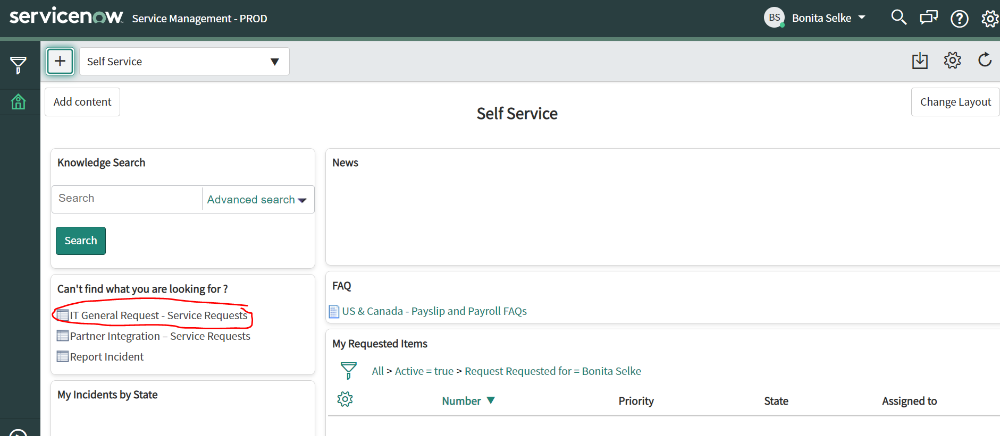 servicenow™ Service Management - PROD
BS Bonita Selke
Self Service
Add content
Change Layout
Self Service
Knowledge Search
Search
Advanced search
Search
Can't find what you are looking for ?
IT General Request - Service Requests
Partner Integration – Service Requests
Report Incident
My Incidents by State
News
FAQ
US & Canada - Payslip and Payroll FAQs
My Requested Items
All > Active = true > Request Requested for = Bonita Selke
Number Priority State Assigned to